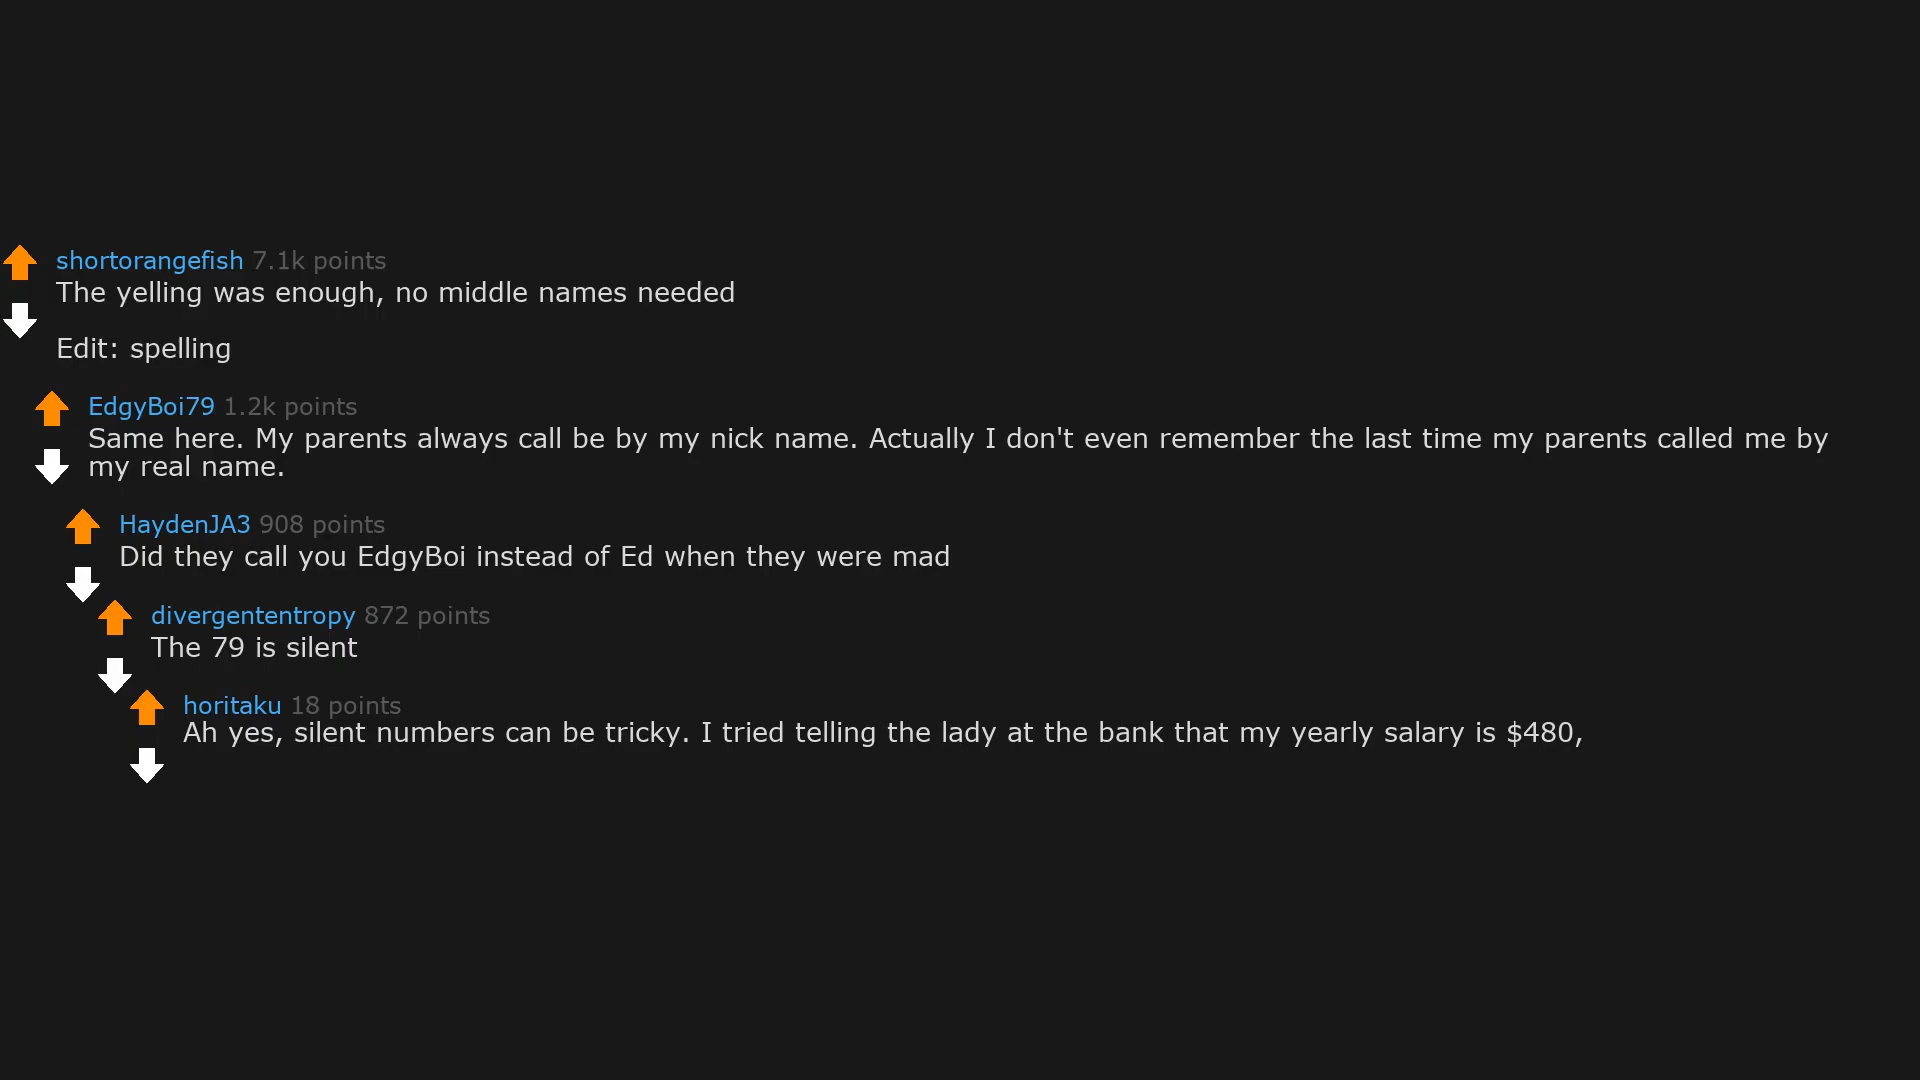 shortorangefish 7.1k points
The yelling was enough, no middle names needed
Edit: spelling
EdgyBoi79 1.2k points
Same here. My parents always call be by my nick name. Actually I don't even remember the last time my parents called me by
my real name.
HaydenJA3 908 points
Did they call you EdgyBoi instead of Ed when they were mad
divergententropy 872 points
The 79 is silent
horitaku 18 points
Ah yes, silent numbers can be tricky. I tried telling the lady at the bank that my yearly salary is $480,